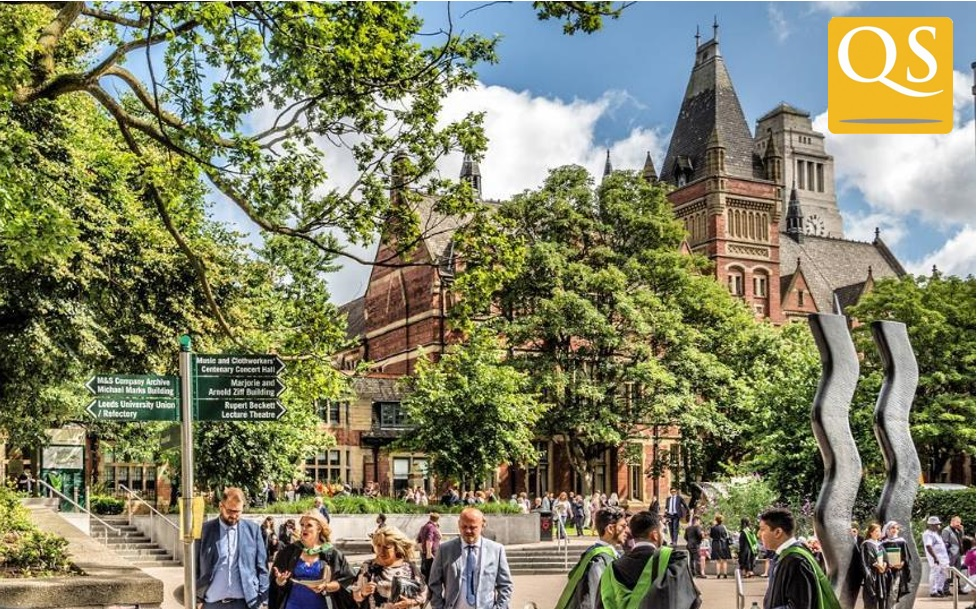 QS
Music and Clothworkers'
Centenary Concert Hall
M&S Company Archive
Michael Marks Building
Marjorie and
Arnold Ziff Building
Leeds University Union
/ Refectory
Rupert Beckett
Lecture Theatre